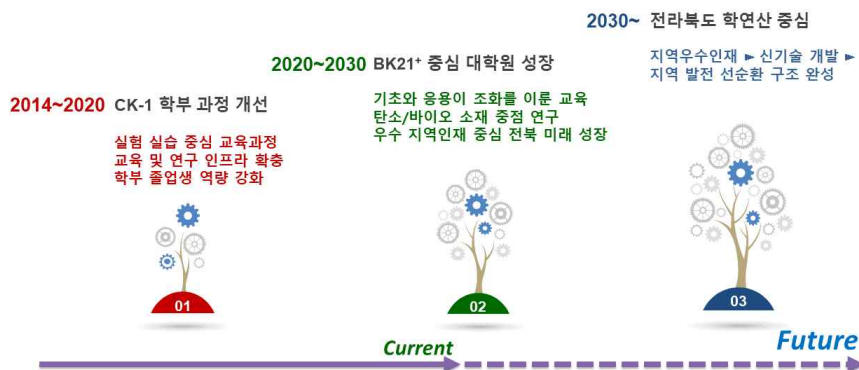 2014~2020 CK-1 학부 과정 개선
실험 실습 중심 교육과정
교육 및 연구 인프라 확충
학부 졸업생 역량 강화
01
2020~2030 BK21+ 중심 대학원 성장
기초와 응용이 조화를 이룬 교육
탄소/바이오 소재 중점 연구
우수 지역인재 중심 전북 미래 성장
02
2030~ 전라북도 학연산 중심
지역우수인재 ► 신기술 개발 ►
지역 발전 선순환 구조 완성
03
Current
Future